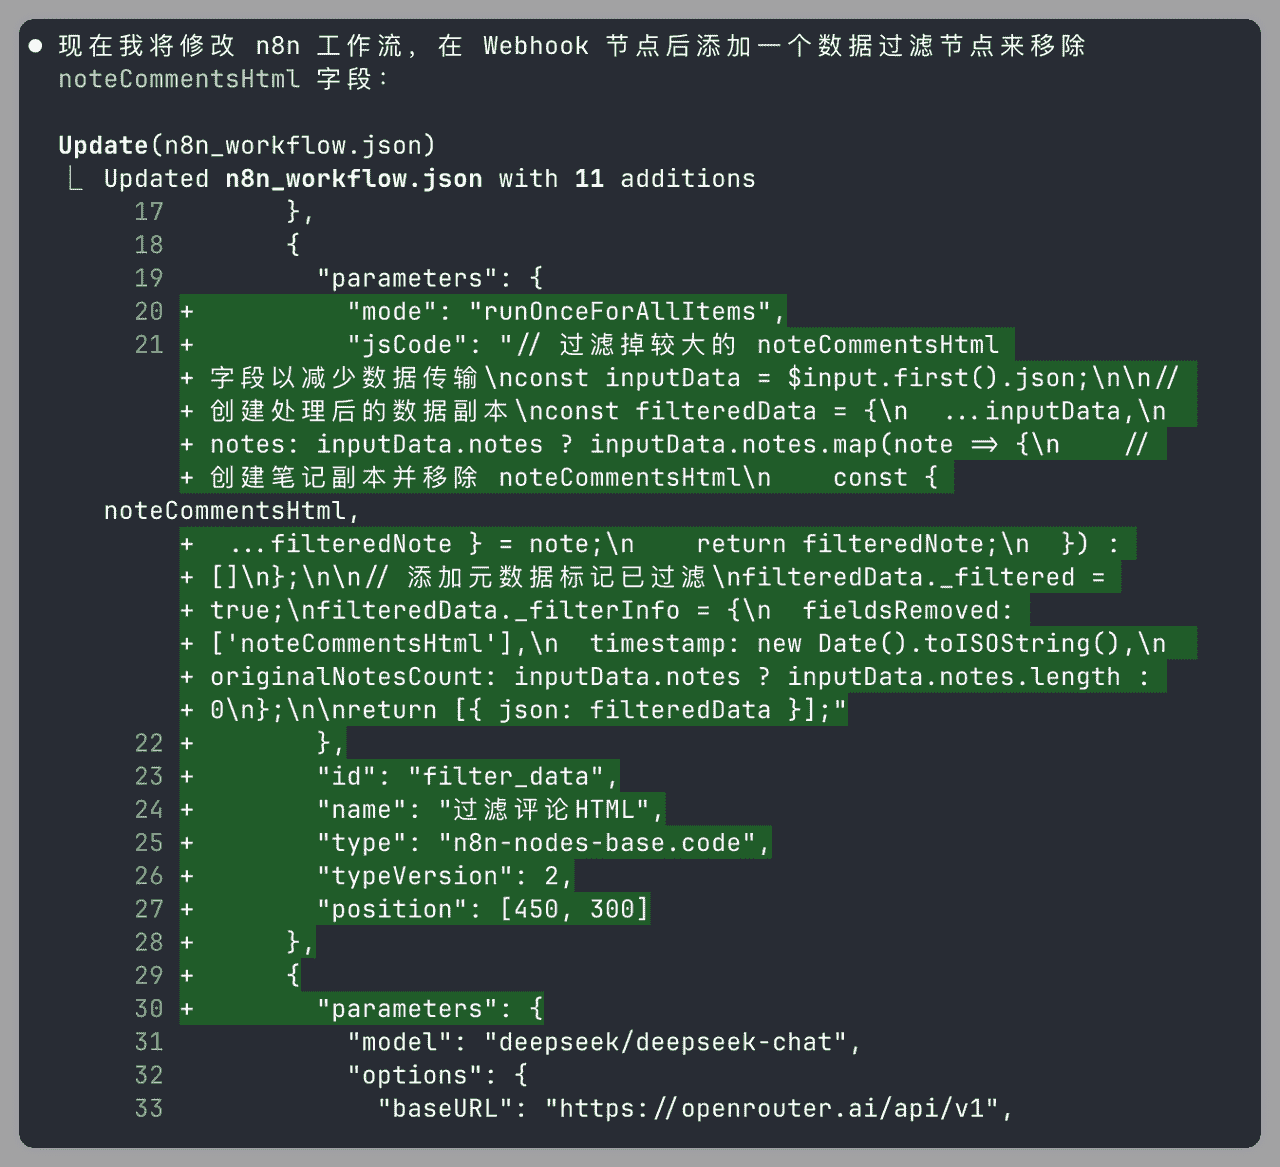 ● 现在我将修改 n8n 工作流，在 Webhook 节点后添加一个数据过滤节点来移除
noteCommentsHtml 字段：
Update(n8n_workflow.json)
⎿ Updated n8n_workflow.json with 11 additions
17 },
18 {
19 "parameters": {
20 + "mode": "runOnceForAllItems",
21 + "jsCode": "// 过滤掉较大的 noteCommentsHtml
+ 字段以减少数据传输\nconst inputData = $input.first().json;\n\n//
+ 创建处理后的数据副本\nconst filteredData = {\n  ...inputData,\n
+ notes: inputData.notes ? inputData.notes.map(note => {\n    //
+ 创建笔记副本并移除 noteCommentsHtml\n    const {
noteCommentsHtml,
+  ...filteredNote } = note;\n    return filteredNote;\n  }) :
+ []\n};\n\n// 添加元数据标记已过滤\nfilteredData._filtered =
+ true;\nfilteredData._filterInfo = {\n  fieldsRemoved:
+ ['noteCommentsHtml'],\n  timestamp: new Date().toISOString(),\n
+ originalNotesCount: inputData.notes ? inputData.notes.length :
+ 0\n};\n\nreturn [{ json: filteredData }];"
22 + },
23 + "id": "filter_data",
24 + "name": "过滤评论HTML",
25 + "type": "n8n-nodes-base.code",
26 + "typeVersion": 2,
27 + "position": [450, 300]
28 + },
29 + {
30 + "parameters": {
31 "model": "deepseek/deepseek-chat",
32 "options": {
33 "baseURL": "https://openrouter.ai/api/v1",